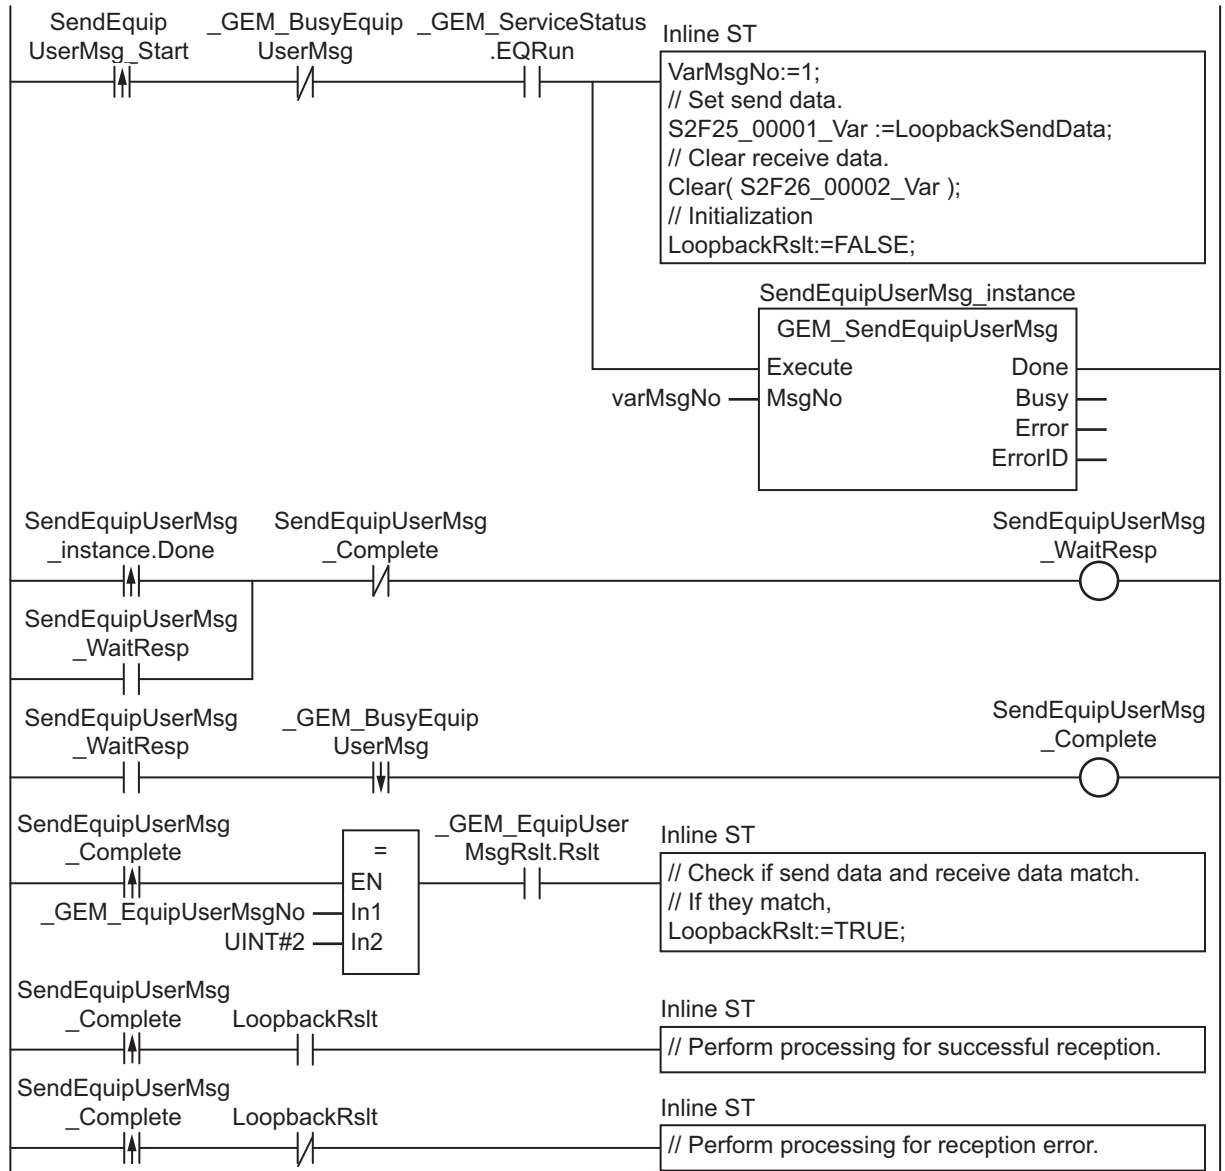 SendEquip
UserMsg_Start
_GEM_BusyEquip
UserMsg
_GEM_ServiceStatus
.EQRun
Inline ST
VarMsgNo:=1;
// Set send data.
S2F25_00001_Var :=LoopbackSendData;
// Clear receive data.
Clear( S2F26_00002_Var );
// Initialization
LoopbackRslt:=FALSE;
SendEquipUserMsg_instance
GEM_SendEquipUserMsg
Execute Done
varMsgNo MsgNo Busy
Error
ErrorID
SendEquipUserMsg
_instance.Done
SendEquipUserMsg
_Complete
SendEquipUserMsg
_WaitResp
SendEquipUserMsg
_WaitResp
SendEquipUserMsg
_WaitResp
_GEM_BusyEquip
UserMsg
SendEquipUserMsg
_Complete
SendEquipUserMsg
_Complete
=
EN
_GEM_EquipUserMsgNo In1
UINT#2 In2
_GEM_EquipUser
MsgRslt.Rslt
Inline ST
// Check if send data and receive data match.
// If they match,
LoopbackRslt:=TRUE;
SendEquipUserMsg
_Complete
LoopbackRslt
Inline ST
// Perform processing for successful reception.
SendEquipUserMsg
_Complete
LoopbackRslt
Inline ST
// Perform processing for reception error.